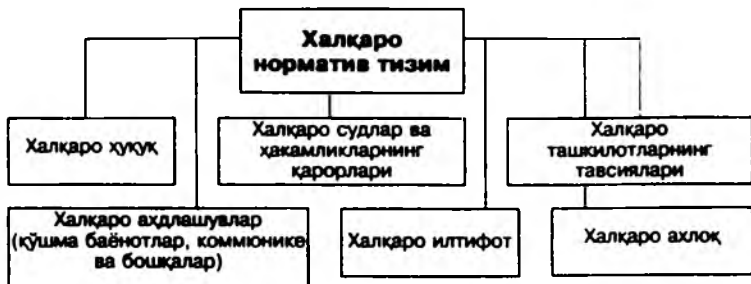 Халқаро
норматив тизим
Халқаро ҳуқуқ
Халқаро судлар ва
ҳакамликларнинг
қарорлари
Халқаро
ташкилотларнинг
тавсиялари
Халқаро аҳдлашувлар
(қўшма баёнотлар, коммюнике
ва бошқалар)
Халқаро илтифот
Халқаро ахлоқ